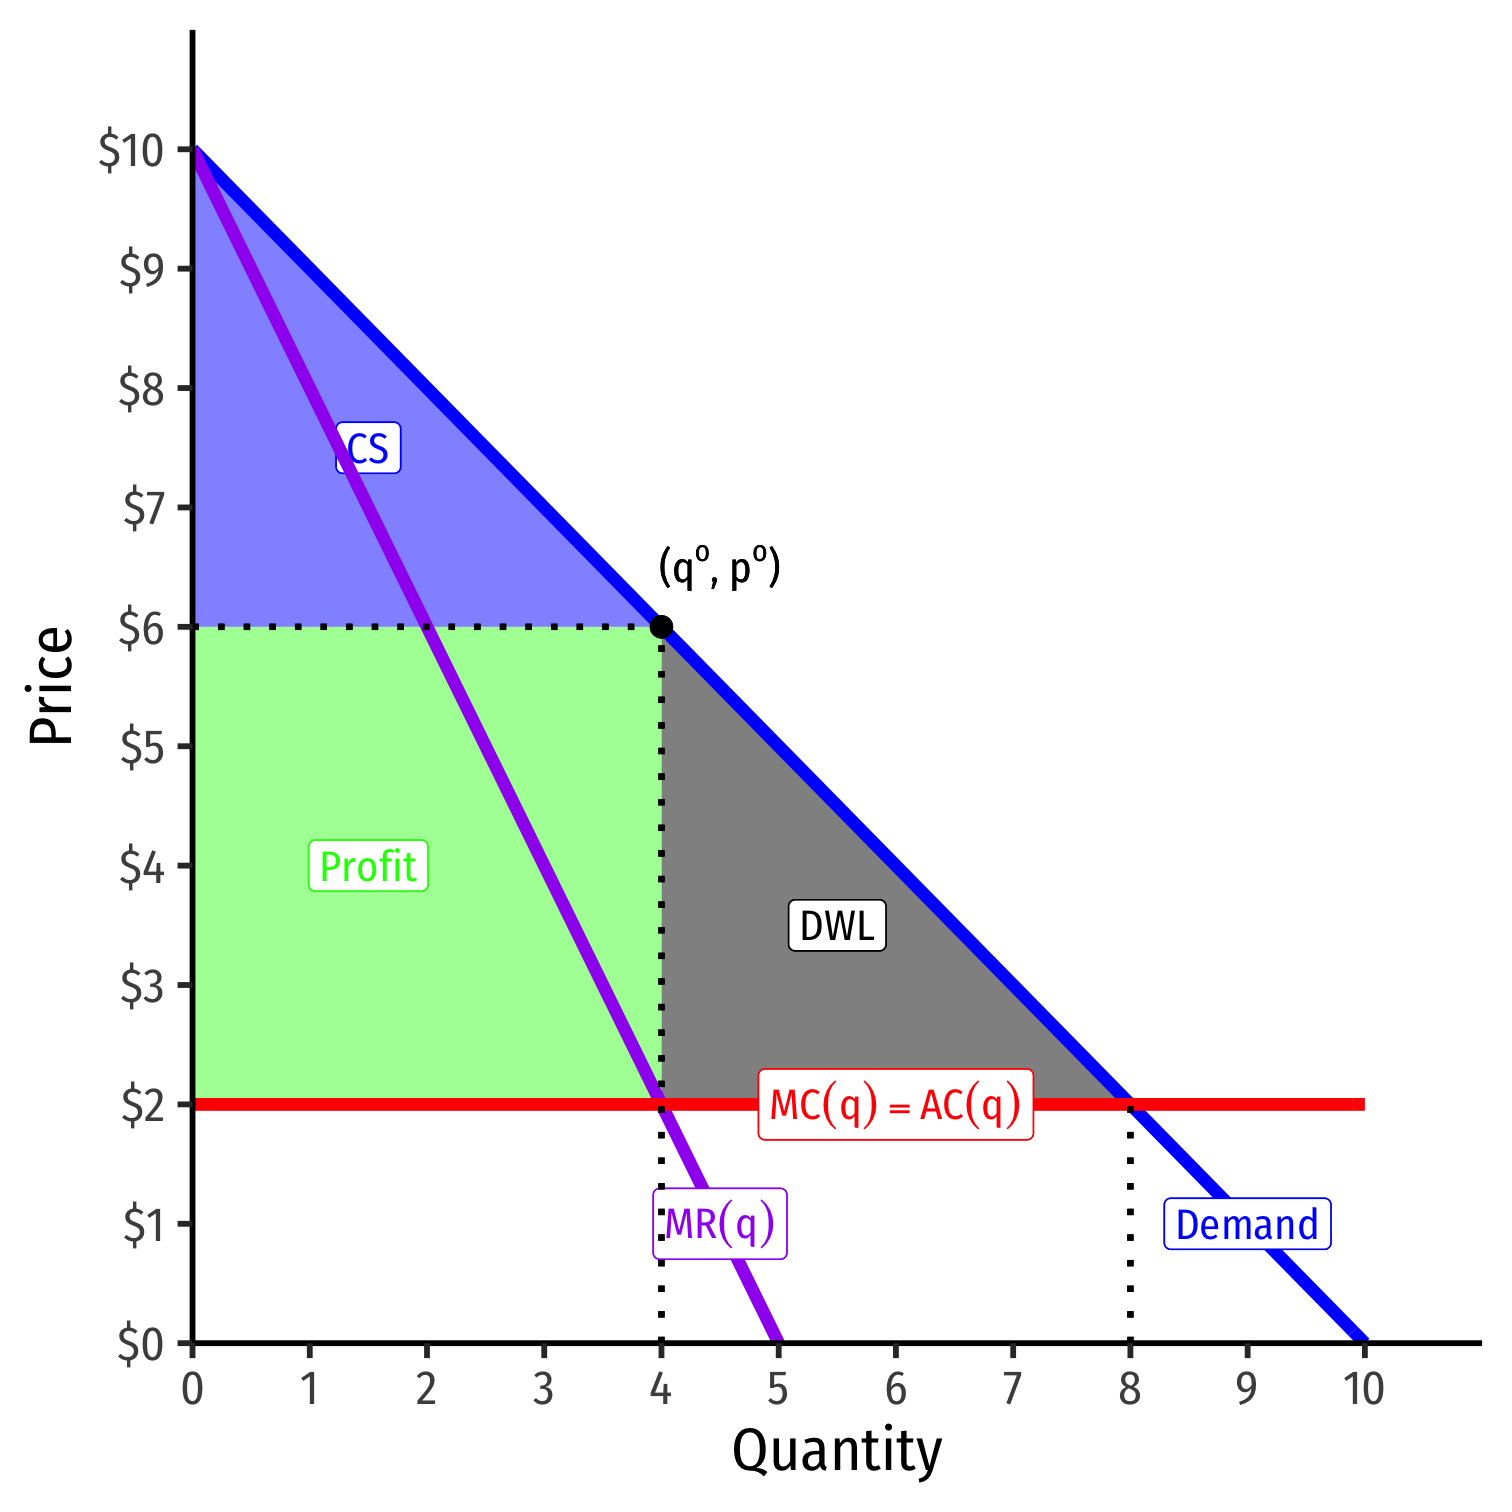 $10
$9
$8
CS
$7
(qº, pº)
$6
Price
$5
$4
Profit
DWL
$3
$2
MC(q) = AC(q)
$1
MR(q)
Demand
$0
0 1 2 3 4 5 6 7 8 9 10
Quantity